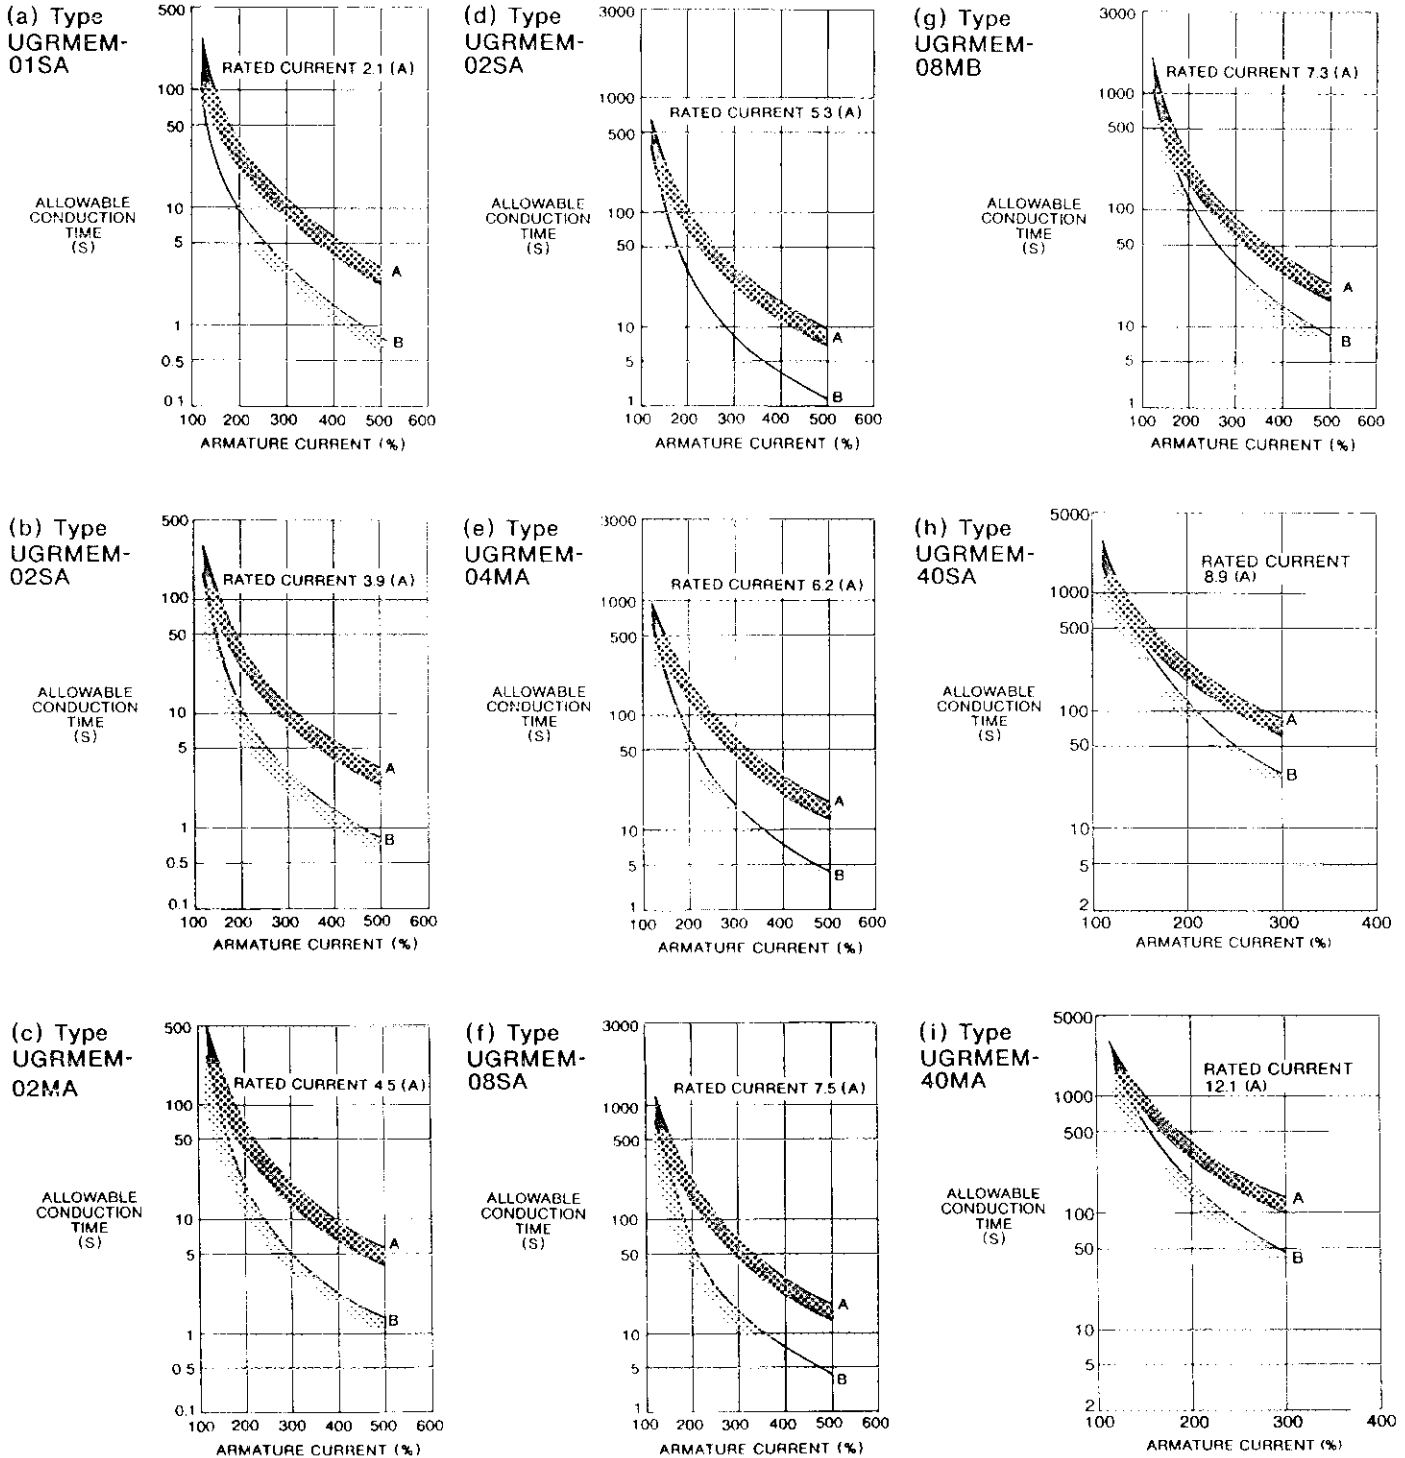 (a) Type
UGRMEM-
01SA
RATED CURRENT 2.1 (A)
500
100
50
10
5
1
0.5
0 1
ALLOWABLE
CONDUCTION
TIME
(S)
A
B
100 200 300 400 500 600
ARMATURE CURRENT (%)
(d) Type
UGRMEM-
02SA
RATED CURRENT 5.3 (A)
3000
1000
500
100
50
10
5
1
ALLOWABLE
CONDUCTION
TIME
(S)
A
B
100 200 300 400 500 600
ARMATURE CURRENT (%)
(g) Type
UGRMEM-
08MB
RATED CURRENT 7.3 (A)
3000
1000
500
100
50
10
5
1
ALLOWABLE
CONDUCTION
TIME
(S)
A
B
100 200 300 400 500 600
ARMATURE CURRENT (%)
(b) Type
UGRMEM-
02SA
RATED CURRENT 3.9 (A)
500
100
50
10
5
1
0.5
0.1
ALLOWABLE
CONDUCTION
TIME
(S)
A
B
100 200 300 400 500 600
ARMATURE CURRENT (%)
(e) Type
UGRMEM-
04MA
RATED CURRENT 6.2 (A)
3000
1000
500
100
50
10
5
1
ALLOWABLE
CONDUCTION
TIME
(S)
A
B
100 200 300 400 500 600
ARMATURE CURRENT (%)
(h) Type
UGRMEM-
40SA
RATED CURRENT
8.9 (A)
5000
1000
500
100
50
10
5
2
ALLOWABLE
CONDUCTION
TIME
(S)
A
B
100 200 300 400
ARMATURE CURRENT (%)
(c) Type
UGRMEM-
02MA
RATED CURRENT 4.5 (A)
500
100
50
10
5
1
0 5
0.1
ALLOWABLE
CONDUCTION
TIME
(S)
A
B
100 200 300 400 500 600
ARMATURE CURRENT (%)
(f) Type
UGRMEM-
08SA
RATED CURRENT 7.5 (A)
3000
1000
500
100
50
10
5
1
ALLOWABLE
CONDUCTION
TIME
(S)
A
B
100 200 300 400 500 600
ARMATURE CURRENT (%)
(i) Type
UGRMEM-
40MA
RATED CURRENT
12.1 (A)
5000
1000
500
100
50
10
5
2
ALLOWABLE
CONDUCTION
TIME
(S)
A
B
100 200 300 400
ARMATURE CURRENT (%)